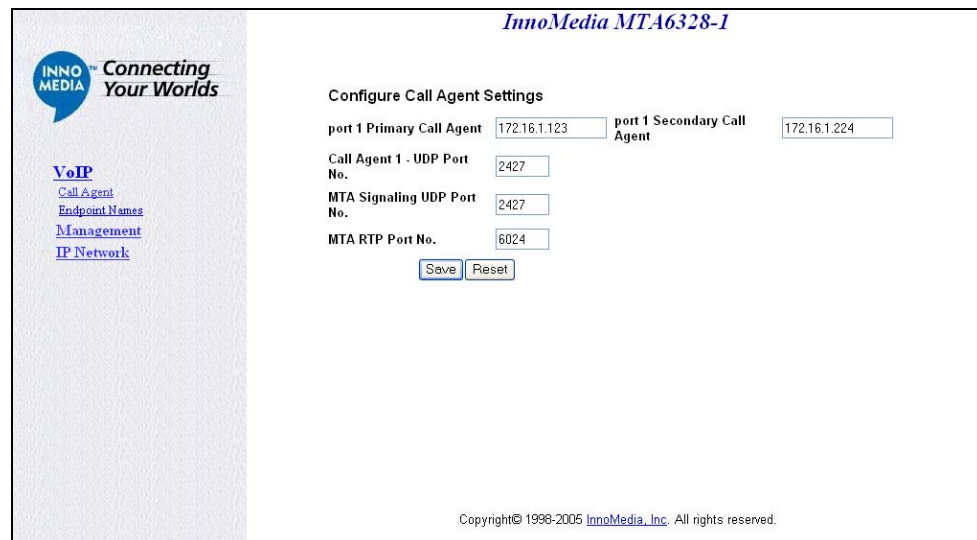 InnoMedia MTA6328-1
INNO MEDIA ™ Connecting Your Worlds
VoIP
Call Agent
Endpoint Names
Management
IP Network
Configure Call Agent Settings
port 1 Primary Call Agent 172.16.1.123 port 1 Secondary Call Agent 172.16.1.224
Call Agent 1 - UDP Port No. 2427
MTA Signaling UDP Port No. 2427
MTA RTP Port No. 6024
Save Reset
Copyright© 1998-2005 InnoMedia, Inc. All rights reserved.